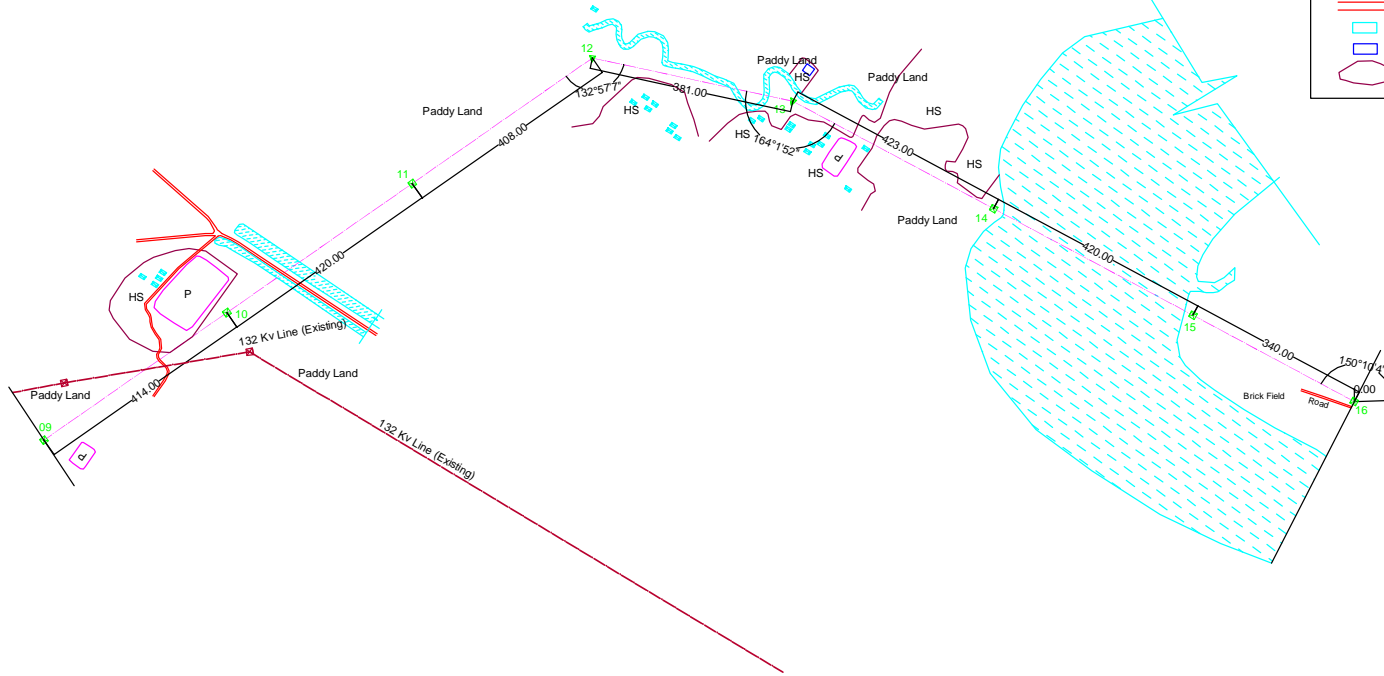 12
Paddy Land
HS
Paddy Land
132°57'7"
381.00
13
HS
HS
Paddy Land
HS
164°1'52"
423.00
P
HS
HS
408.00
11
14
Paddy Land
420.00
420.00
HS
P
10
132 Kv Line (Existing)
15
340.00
150°10'4
0.00
Paddy Land
Paddy Land
414.00
Brick Field
Road
16
09
P
132 Kv Line (Existing)